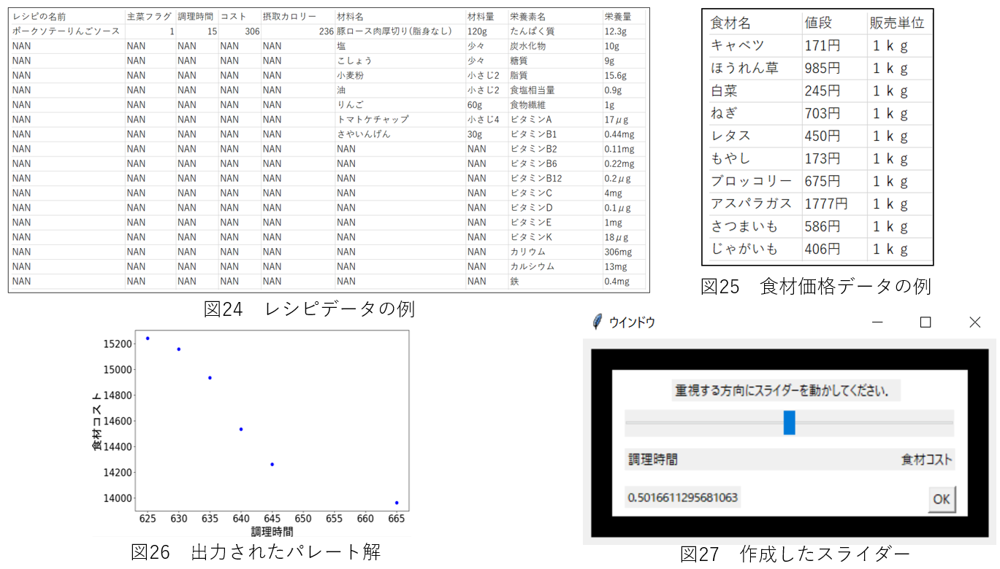 レシピの名前 主菜フラグ 調理時間 コスト 摂取カロリー 材料名 材料量 栄養素名 栄養量
ポークソテーりんごソース 1 15 306 236 豚ロース肉厚切り(脂身なし) 120g たんぱく質 12.3g
NAN NAN NAN NAN NAN 塩 少々 炭水化物 10g
NAN NAN NAN NAN NAN こしょう 少々 糖質 9g
NAN NAN NAN NAN NAN 小麦粉 小さじ2 脂質 15.6g
NAN NAN NAN NAN NAN 油 小さじ2 食塩相当量 0.9g
NAN NAN NAN NAN NAN りんご 60g 食物繊維 1g
NAN NAN NAN NAN NAN トマトケチャップ 小さじ4 ビタミンA 17μg
NAN NAN NAN NAN NAN さやいんげん 30g ビタミンB1 0.44mg
NAN NAN NAN NAN NAN NAN NAN ビタミンB2 0.11mg
NAN NAN NAN NAN NAN NAN NAN ビタミンB6 0.22mg
NAN NAN NAN NAN NAN NAN NAN ビタミンB12 0.2μg
NAN NAN NAN NAN NAN NAN NAN ビタミンC 4mg
NAN NAN NAN NAN NAN NAN NAN ビタミンD 0.1μg
NAN NAN NAN NAN NAN NAN NAN ビタミンE 1mg
NAN NAN NAN NAN NAN NAN NAN ビタミンK 18μg
NAN NAN NAN NAN NAN NAN NAN カリウム 306mg
NAN NAN NAN NAN NAN NAN NAN カルシウム 13mg
NAN NAN NAN NAN NAN NAN NAN 鉄 0.4mg
図24 レシピデータの例
食材名 値段 販売単位
キャベツ 171円 1kg
ほうれん草 985円 1kg
白菜 245円 1kg
ねぎ 703円 1kg
レタス 450円 1kg
もやし 173円 1kg
ブロッコリー 675円 1kg
アスパラガス 1777円 1kg
さつまいも 586円 1kg
じゃがいも 406円 1kg
図25 食材価格データの例
食材コスト
15200
15000
14800
14600
14400
14200
14000
625 630 635 640 645 650 655 660 665
調理時間
図26 出力されたパレート解
ウインドウ
重視する方向にスライダーを動かしてください.
調理時間 食材コスト
0.5016611295681063 OK
図27 作成したスライダー